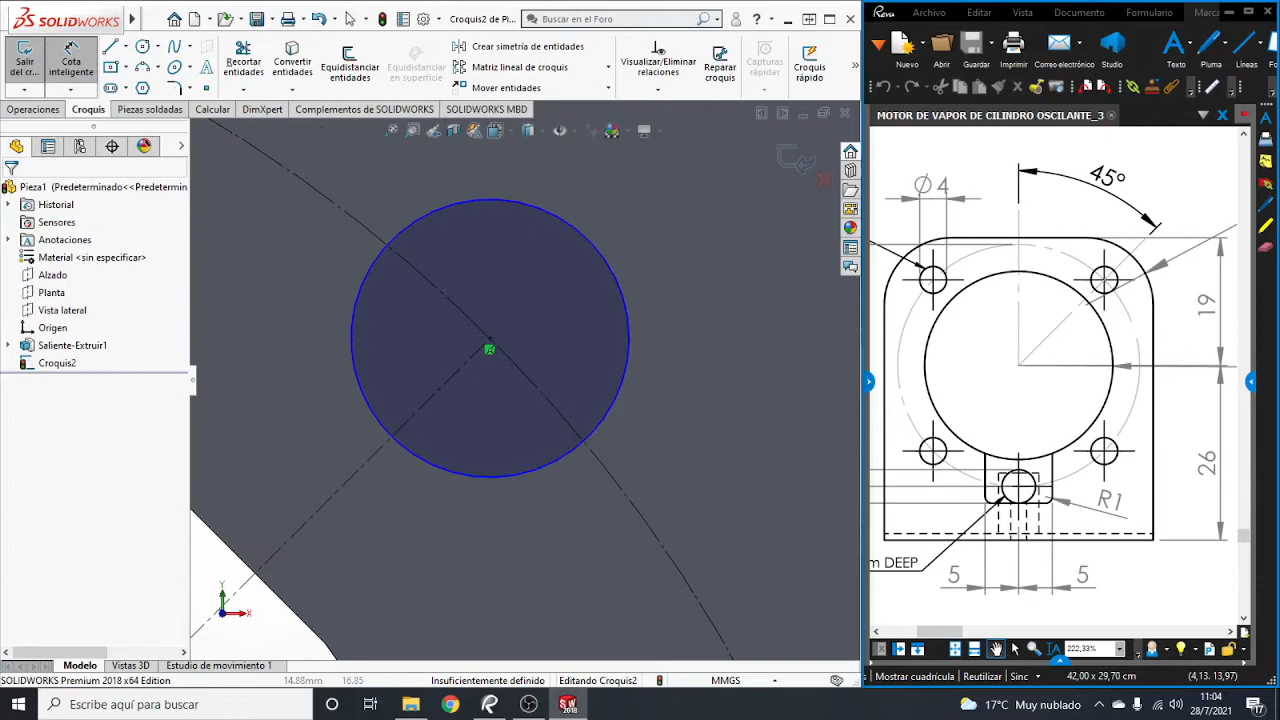 SOLIDWORKS
Croquis2 de Pi...
Buscar en el Foro
Salir del cr...
Cota inteligente
Recortar entidades
Convertir entidades
Equidistanciar entidades
Equidistanciar en superficie
Crear simetría de entidades
Matriz lineal de croquis
Mover entidades
Visualizar/Eliminar relaciones
Reparar croquis
Capturas rápidas
Croquis rápido
Operaciones
Croquis
Piezas soldadas
Calcular
DimXpert
Complementos de SOLIDWORKS
SOLIDWORKS MBD
Pieza1 (Predeterminado<<Predetermin
Historial
Sensores
Anotaciones
Material <sin especificar>
Alzado
Planta
Vista lateral
Origen
Saliente-Extruir1
Croquis2
Y
X
Modelo
Vistas 3D
Estudio de movimiento 1
SOLIDWORKS Premium 2018 x64 Edition
14.88mm
16.85
Insuficientemente definido
Editando Croquis2
MMGS
Revu
Archivo
Editar
Vista
Documento
Formulario
Marca
Nuevo
Abrir
Guardar
Imprimir
Correo electrónico
Studio
Texto
Pluma
Líneas
MOTOR DE VAPOR DE CILINDRO OSCILANTE_3
Ø 4
45°
19
26
R1
m DEEP
5
5
222,33%
Mostrar cuadrícula
Reutilizar
Sinc
42,00 x 29,70 cm
(4,13. 13,97)
Escribe aquí para buscar
17°C Muy nublado
11:04
28/7/2021
17